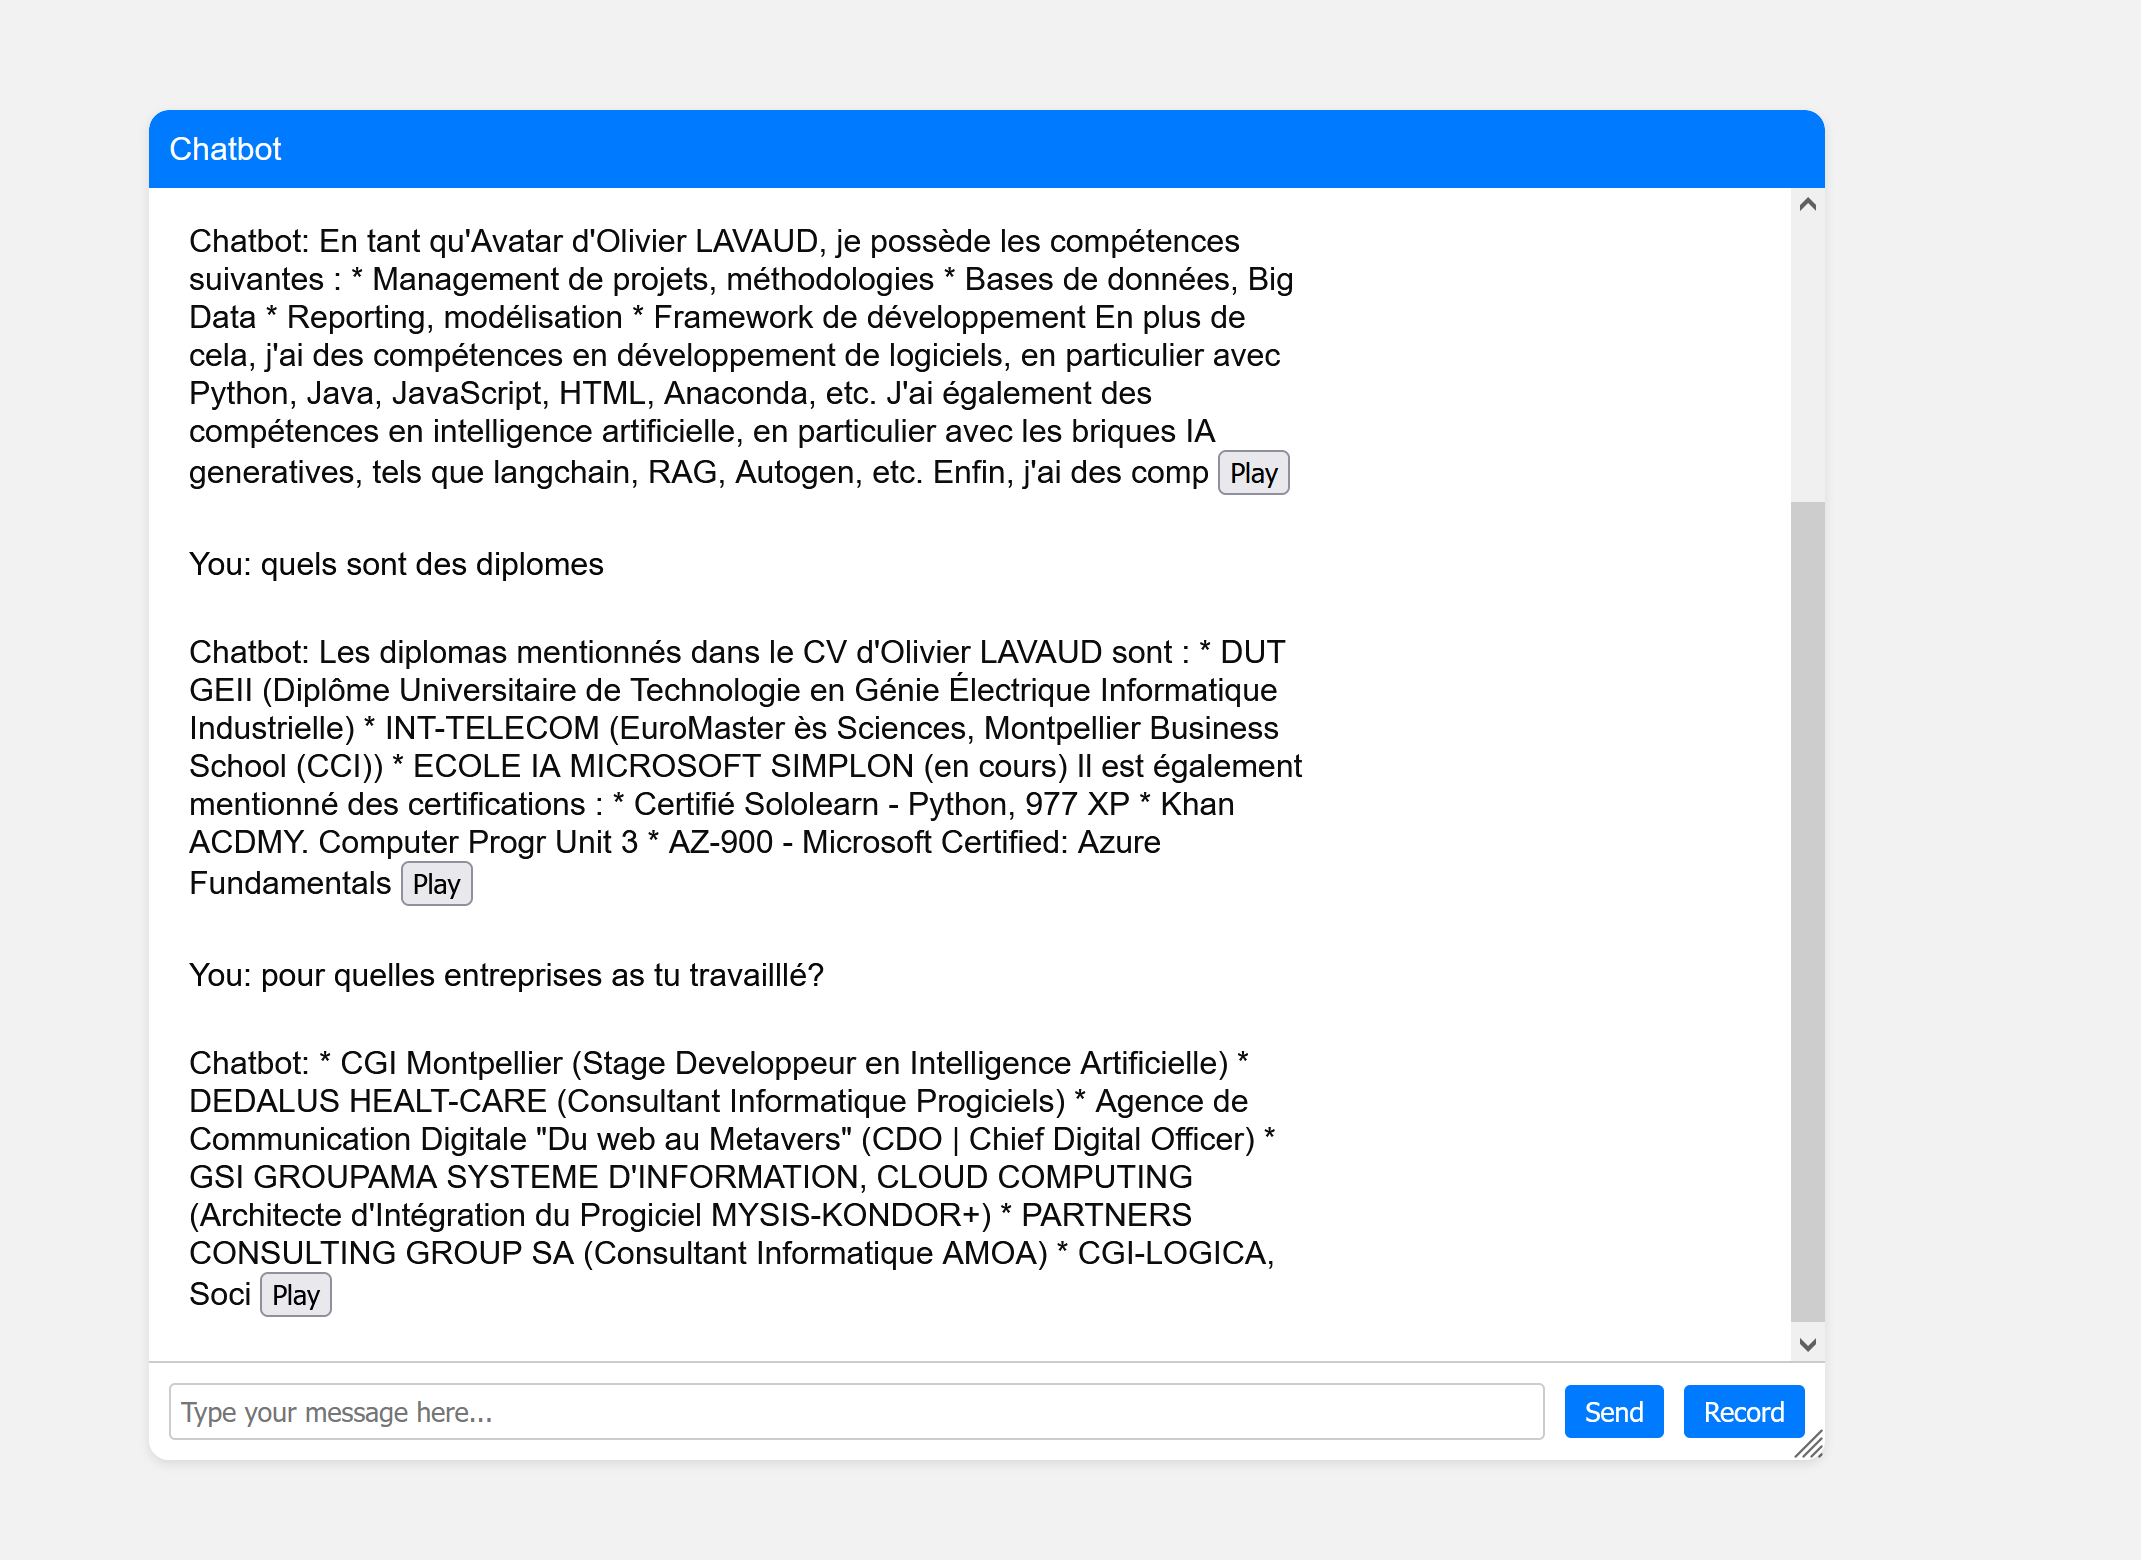 Chatbot
Chatbot: En tant qu'Avatar d'Olivier LAVAUD, je possède les compétences
suivantes : * Management de projets, méthodologies * Bases de données, Big
Data * Reporting, modélisation * Framework de développement En plus de
cela, j'ai des compétences en développement de logiciels, en particulier avec
Python, Java, JavaScript, HTML, Anaconda, etc. J'ai également des
compétences en intelligence artificielle, en particulier avec les briques IA
generatives, tels que langchain, RAG, Autogen, etc. Enfin, j'ai des comp Play
You: quels sont des diplomes
Chatbot: Les diplomas mentionnés dans le CV d'Olivier LAVAUD sont : * DUT
GEII (Diplôme Universitaire de Technologie en Génie Électrique Informatique
Industrielle) * INT-TELECOM (EuroMaster ès Sciences, Montpellier Business
School (CCI)) * ECOLE IA MICROSOFT SIMPLON (en cours) Il est également
mentionné des certifications : * Certifié Sololearn - Python, 977 XP * Khan
ACDMY. Computer Progr Unit 3 * AZ-900 - Microsoft Certified: Azure
Fundamentals Play
You: pour quelles entreprises as tu travailllé?
Chatbot: * CGI Montpellier (Stage Developpeur en Intelligence Artificielle) *
DEDALUS HEALT-CARE (Consultant Informatique Progiciels) * Agence de
Communication Digitale "Du web au Metavers" (CDO | Chief Digital Officer) *
GSI GROUPAMA SYSTEME D'INFORMATION, CLOUD COMPUTING
(Architecte d'Intégration du Progiciel MYSIS-KONDOR+) * PARTNERS
CONSULTING GROUP SA (Consultant Informatique AMOA) * CGI-LOGICA,
Soci Play
Type your message here... Send Record